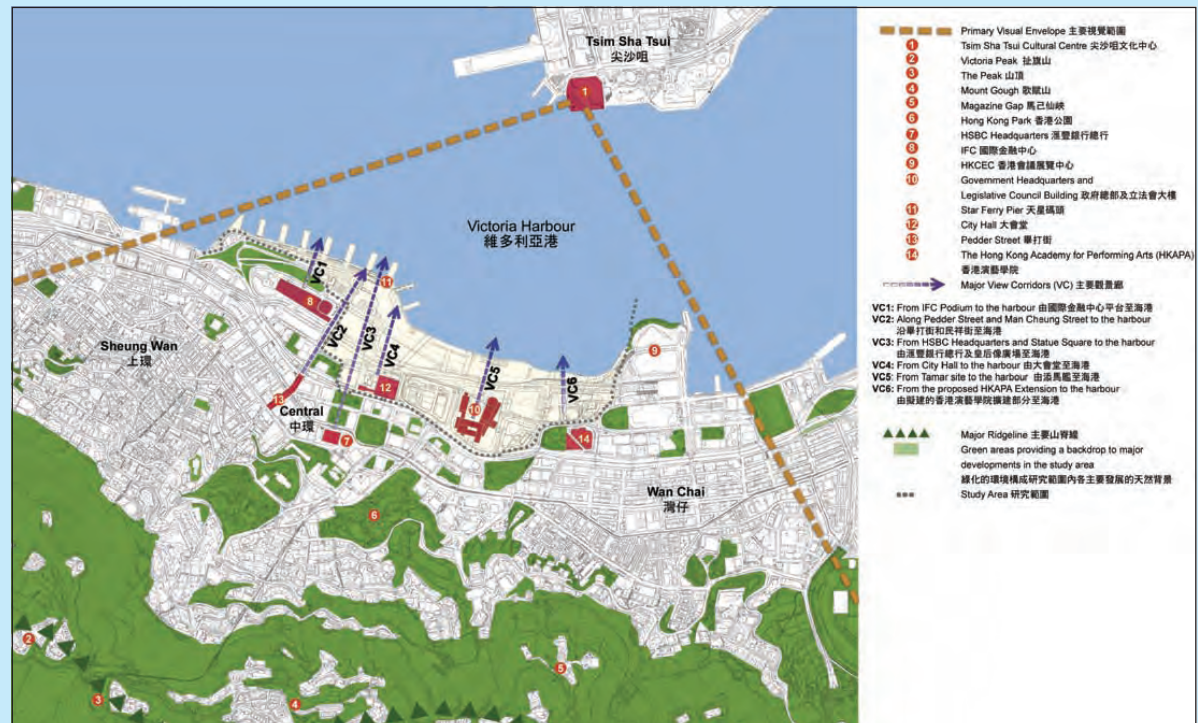 Tsim Sha Tsui
尖沙咀
1
Victoria Harbour
維多利亞港
VC1
VC2
VC3
VC4
VC5
VC6
8
11
9
12
10
13
7
14
Sheung Wan
上環
Central
中環
Wan Chai
灣仔
6
2
3
4
5
Primary Visual Envelope 主要視覺範圍
1 Tsim Sha Tsui Cultural Centre 尖沙咀文化中心
2 Victoria Peak 扯旗山
3 The Peak 山頂
4 Mount Gough 歌賦山
5 Magazine Gap 馬己仙峽
6 Hong Kong Park 香港公園
7 HSBC Headquarters 滙豐銀行總行
8 IFC 國際金融中心
9 HKCEC 香港會議展覽中心
10 Government Headquarters and
Legislative Council Building 政府總部及立法會大樓
11 Star Ferry Pier 天星碼頭
12 City Hall 大會堂
13 Pedder Street 畢打街
14 The Hong Kong Academy for Performing Arts (HKAPA)
香港演藝學院
Major View Corridors (VC) 主要觀景廊
VC1: From IFC Podium to the harbour 由國際金融中心平台至海港
VC2: Along Pedder Street and Man Cheung Street to the harbour
沿畢打街和民祥街至海港
VC3: From HSBC Headquarters and Statue Square to the harbour
由滙豐銀行總行及皇后像廣場至海港
VC4: From City Hall to the harbour 由大會堂至海港
VC5: From Tamar site to the harbour 由添馬艦至海港
VC6: From the proposed HKAPA Extension to the harbour
由擬建的香港演藝學院擴建部分至海港
Major Ridgeline 主要山脊線
Green areas providing a backdrop to major
developments in the study area
綠化的環境構成研究範圍內各主要發展的天然背景
Study Area 研究範圍